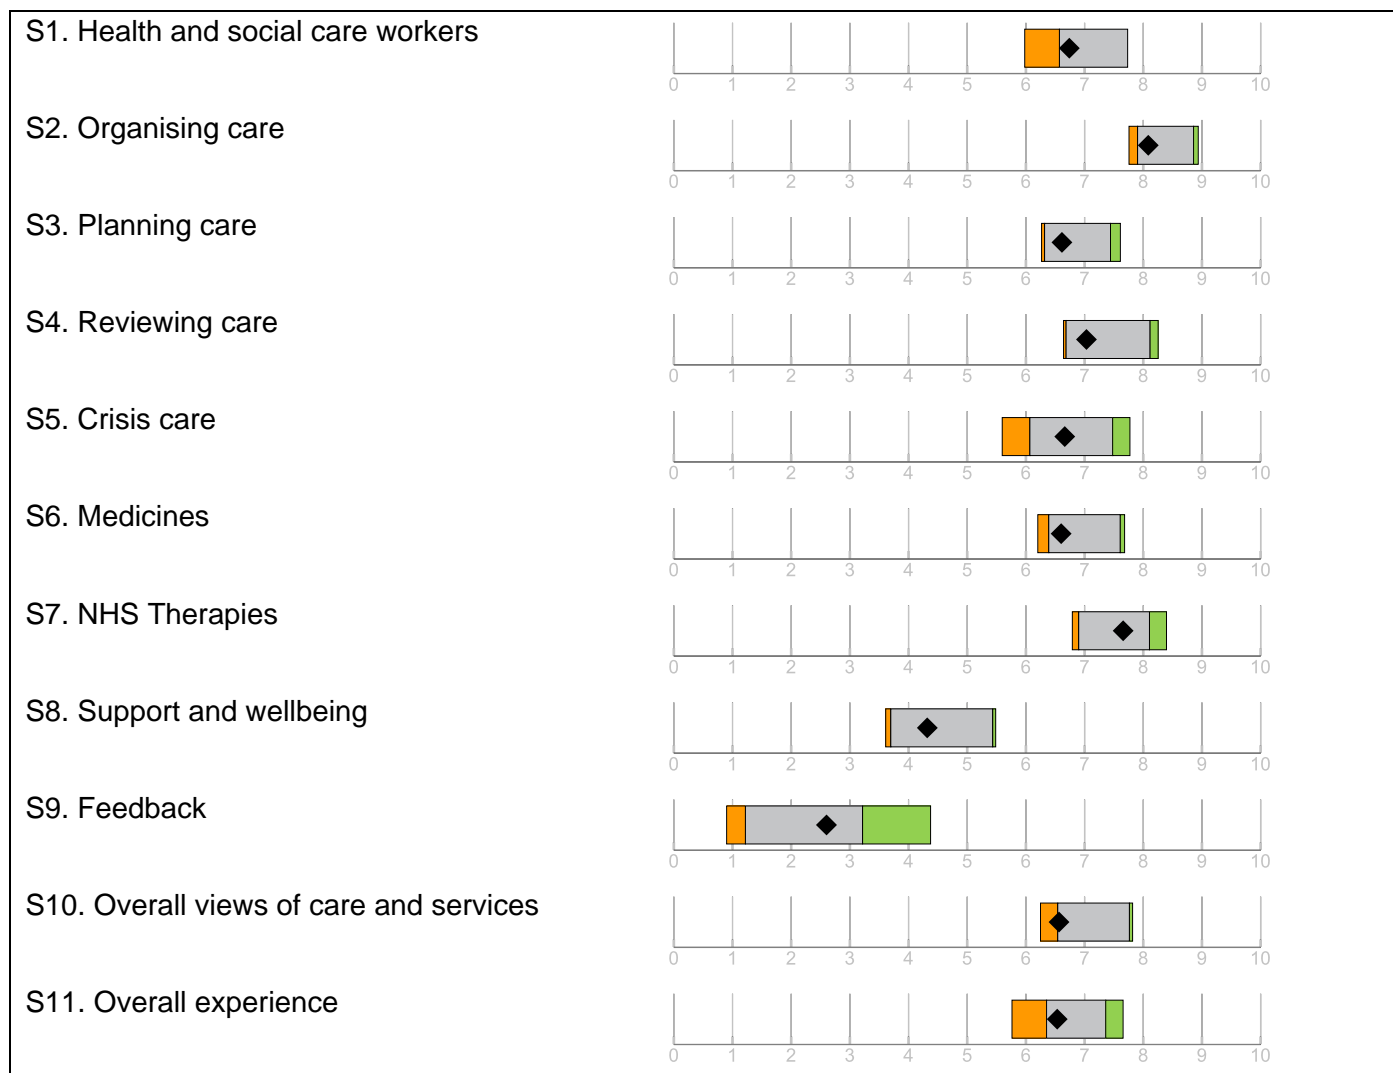 S1. Health and social care workers
0 1 2 3 4 5 6 7 8 9 10
S2. Organising care
0 1 2 3 4 5 6 7 8 9 10
S3. Planning care
0 1 2 3 4 5 6 7 8 9 10
S4. Reviewing care
0 1 2 3 4 5 6 7 8 9 10
S5. Crisis care
0 1 2 3 4 5 6 7 8 9 10
S6. Medicines
0 1 2 3 4 5 6 7 8 9 10
S7. NHS Therapies
0 1 2 3 4 5 6 7 8 9 10
S8. Support and wellbeing
0 1 2 3 4 5 6 7 8 9 10
S9. Feedback
0 1 2 3 4 5 6 7 8 9 10
S10. Overall views of care and services
0 1 2 3 4 5 6 7 8 9 10
S11. Overall experience
0 1 2 3 4 5 6 7 8 9 10